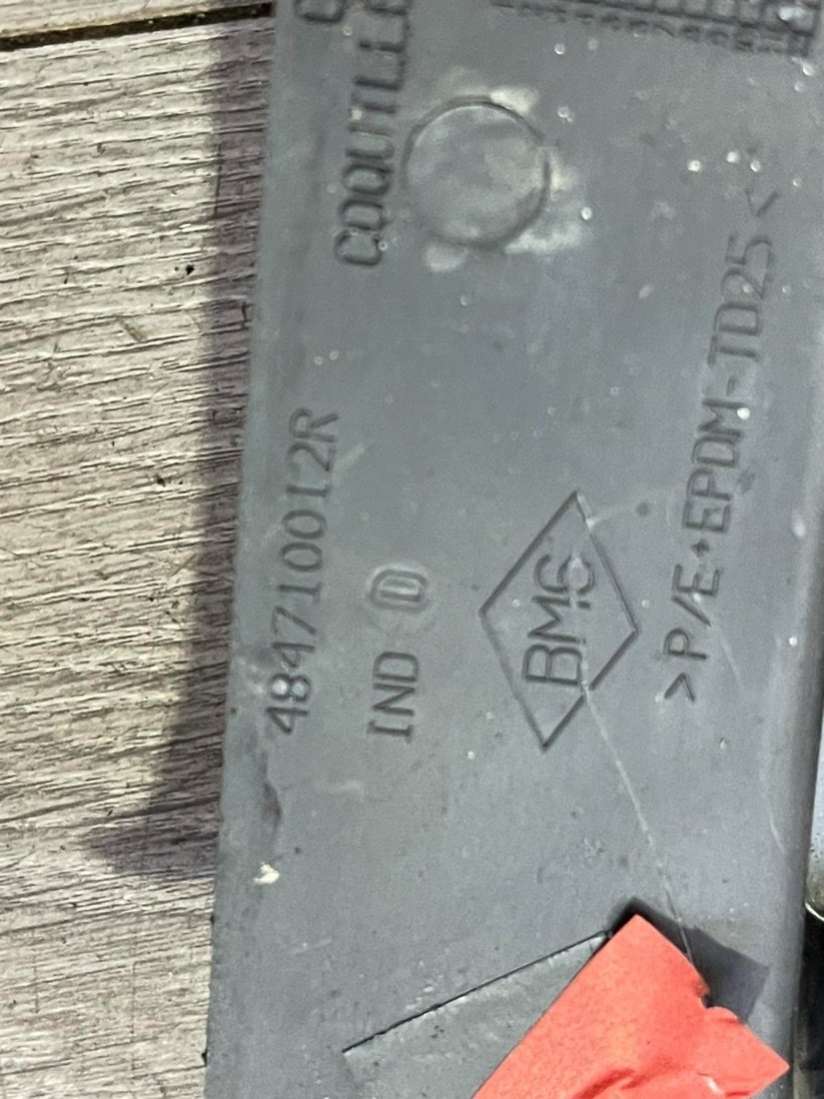 COQUILLE
484710012R
IND D
BMS
>P/E+EPDM-TD25<